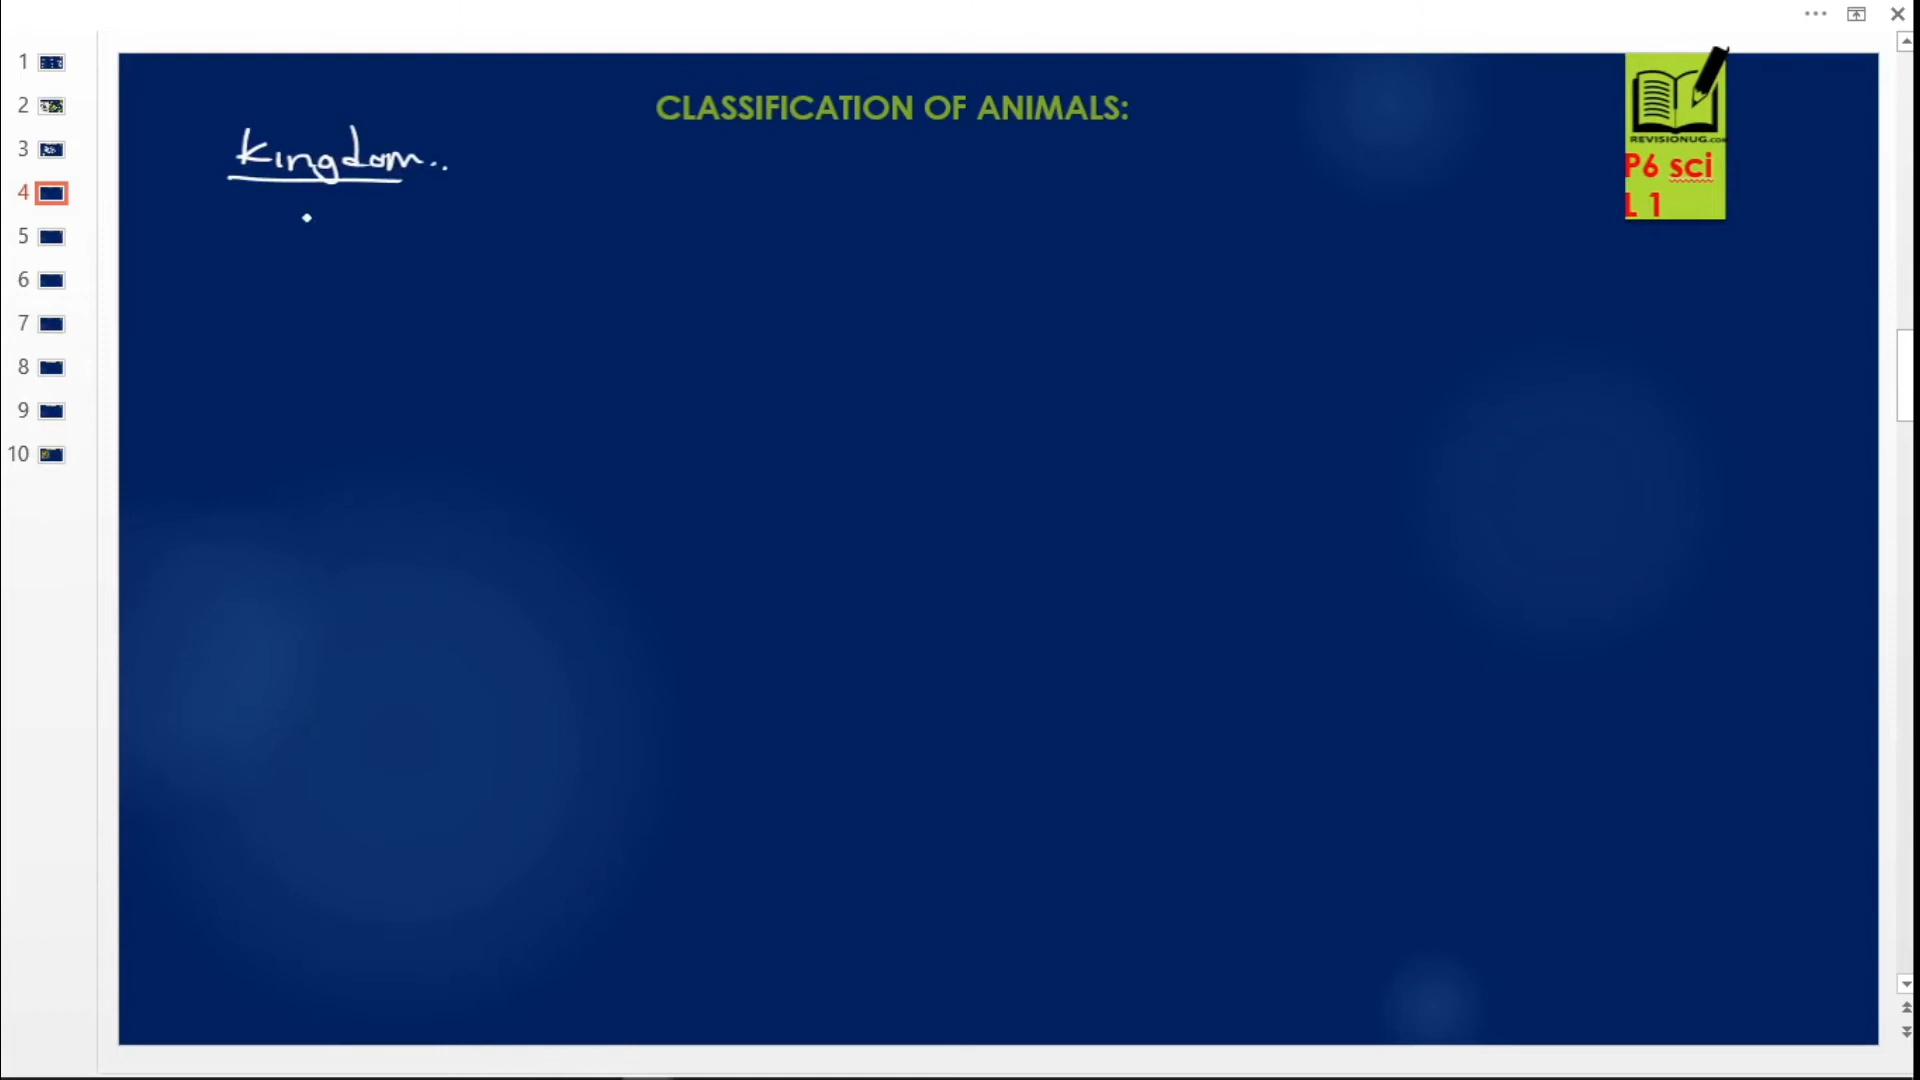 CLASSIFICATION OF ANIMALS:
Kingdom..
REVISIONUG.com
P6 sci
L 1
1
2
3
4
5
6
7
8
9
10